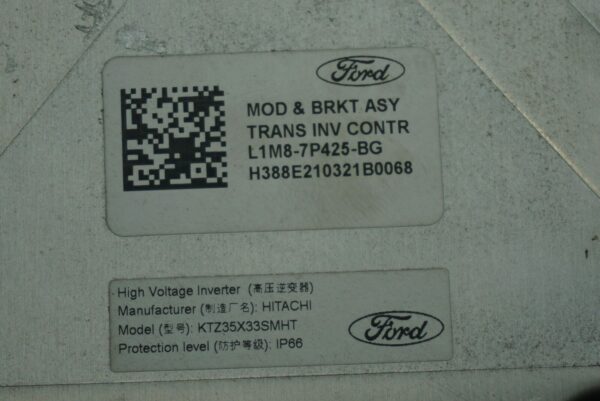 Ford
MOD & BRKT ASY
TRANS INV CONTR
L1M8-7P425-BG
H388E210321B0068
High Voltage Inverter (高压逆变器)
Manufacturer (制造厂名): HITACHI
Model (型号): KTZ35X33SMHT
Protection level (防护等级): IP66
Ford